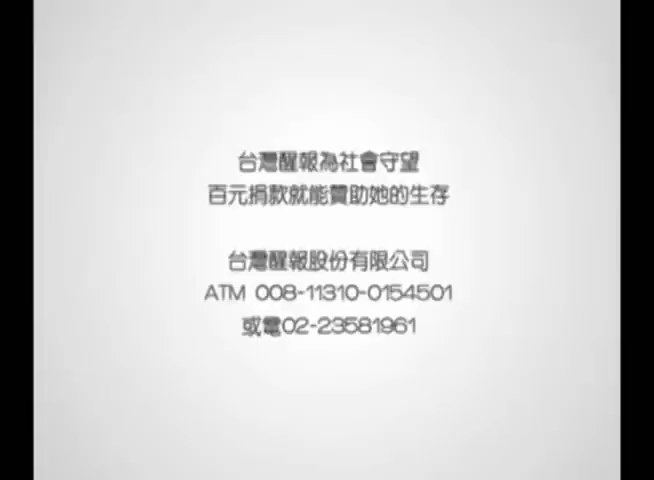 台灣醒報為社會守望
百元捐款就能贊助她的生存
台灣醒報股份有限公司
ATM 008-11310-0154501
或電02-23581961